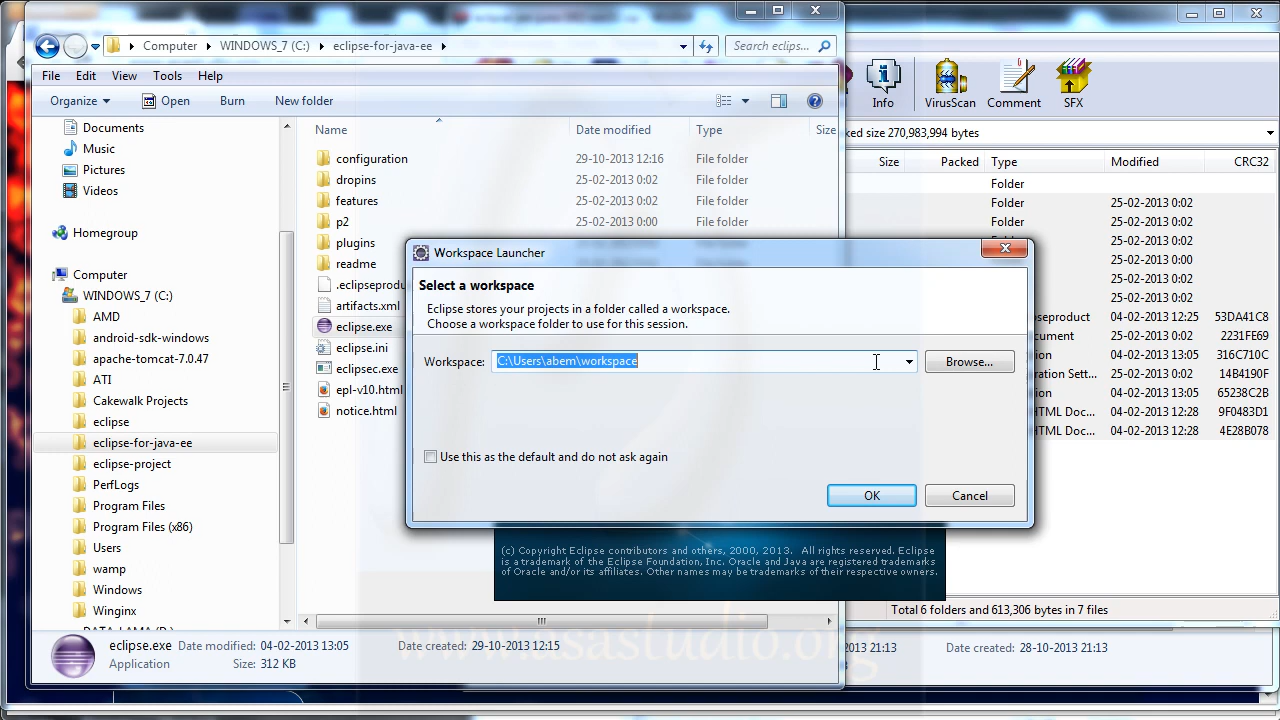 Computer
WINDOWS_7 (C:)
eclipse-for-java-ee
Search eclips...
File
Edit
View
Tools
Help
Organize
Open
Burn
New folder
Name
Date modified
Type
Size
Documents
Music
Pictures
Videos
Homegroup
Computer
WINDOWS_7 (C:)
AMD
android-sdk-windows
apache-tomcat-7.0.47
ATI
Cakewalk Projects
eclipse
eclipse-for-java-ee
eclipse-project
PerfLogs
Program Files
Program Files (x86)
Users
wamp
Windows
Winginx
configuration 29-10-2013 12:16 File folder
dropins 25-02-2013 0:02 File folder
features 25-02-2013 0:02 File folder
p2 25-02-2013 0:00 File folder
plugins
readme
.eclipseprodu
artifacts.xml
eclipse.exe
eclipse.ini
eclipsec.exe
epl-v10.html
notice.html
Workspace Launcher
Select a workspace
Eclipse stores your projects in a folder called a workspace.
Choose a workspace folder to use for this session.
Workspace:
C:\Users\abem\workspace
Browse...
Use this as the default and do not ask again
OK
Cancel
(c) Copyright Eclipse contributors and others, 2000, 2013. All rights reserved. Eclipse
is a trademark of the Eclipse Foundation, Inc. Oracle and Java are registered trademarks
of Oracle and/or its affiliates. Other names may be trademarks of their respective owners.
eclipse.exe
Date modified: 04-02-2013 13:05
Date created: 29-10-2013 12:15
Application
Size: 312 KB
Info
VirusScan
Comment
SFX
ked size 270,983,994 bytes
Size
Packed
Type
Modified
CRC32
Folder
Folder 25-02-2013 0:02
Folder 25-02-2013 0:02
25-02-2013 0:02
25-02-2013 0:00
25-02-2013 0:02
25-02-2013 0:02
seproduct 04-02-2013 12:25 53DA41C8
ument 25-02-2013 0:02 2231FE69
ion 04-02-2013 13:05 316525C2
ration Sett... 25-02-2013 0:02 14B4190F
ion 04-02-2013 13:05 65238C2B
HTML Doc... 04-02-2013 12:28 9F0483D1
HTML Doc... 04-02-2013 12:28 4E28B078
Total 6 folders and 613,306 bytes in 7 files
2013 21:13
Date created: 28-10-2013 21:13